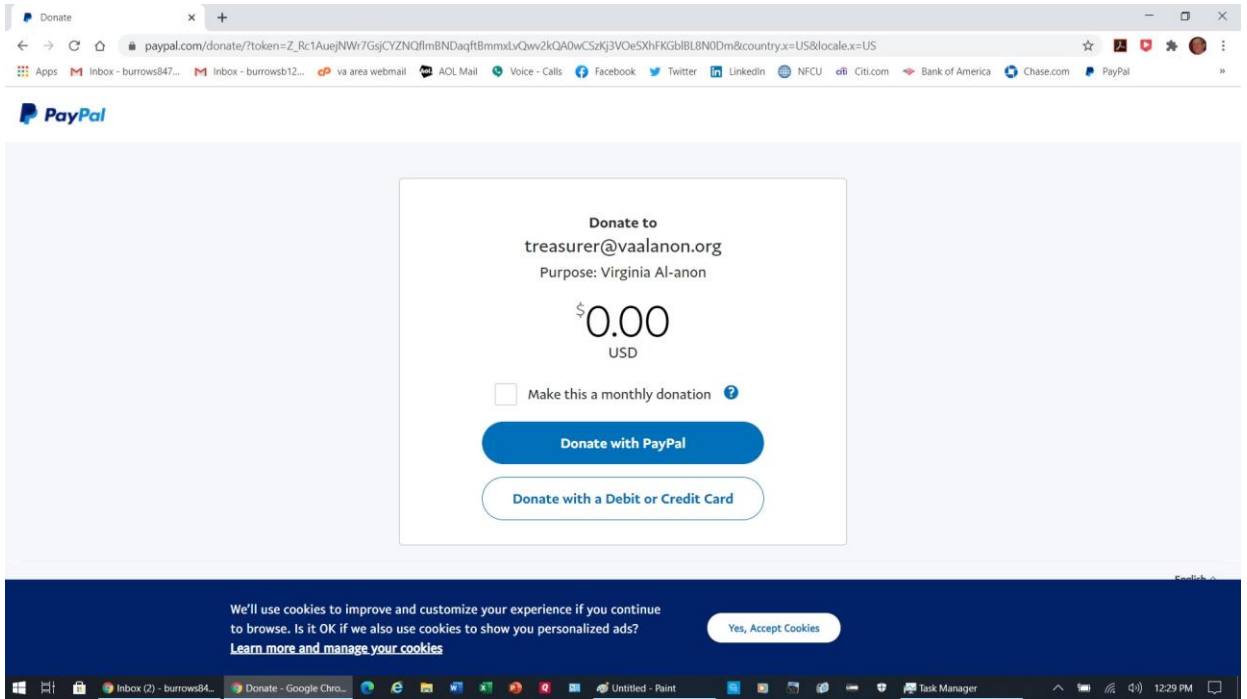 Donate
paypal.com/donate/?token=Z_Rc1AuejNWr7GsjCYZNQflmBNDaqftBmmxLvQwv2kQA0wCSzKj3VOeSXhFKGblBL8N0Dm&country.x=US&locale.x=US
Apps Inbox - burrows847... Inbox - burrowsb12... va area webmail AOL Mail Voice - Calls Facebook Twitter LinkedIn NFCU citi Citi.com Bank of America Chase.com PayPal »
PayPal
Donate to
treasurer@vaalanon.org
Purpose: Virginia Al-anon
$0.00
USD
Make this a monthly donation ?
Donate with PayPal
Donate with a Debit or Credit Card
English
We'll use cookies to improve and customize your experience if you continue
to browse. Is it OK if we also use cookies to show you personalized ads?
Learn more and manage your cookies
Yes, Accept Cookies
Inbox (2) - burrows84... Donate - Google Chro... Untitled - Paint Task Manager 12:29 PM